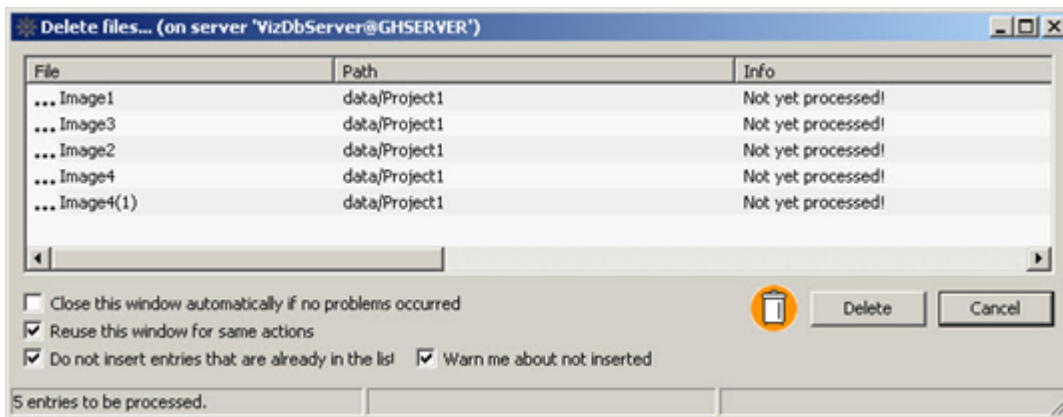 Delete files... (on server 'VizDbServer@GHSERVER')
File Path Info
... Image1 data/Project1 Not yet processed!
... Image3 data/Project1 Not yet processed!
... Image2 data/Project1 Not yet processed!
... Image4 data/Project1 Not yet processed!
... Image4(1) data/Project1 Not yet processed!
Close this window automatically if no problems occurred
Delete Cancel
Reuse this window for same actions
Do not insert entries that are already in the list Warn me about not inserted
5 entries to be processed.